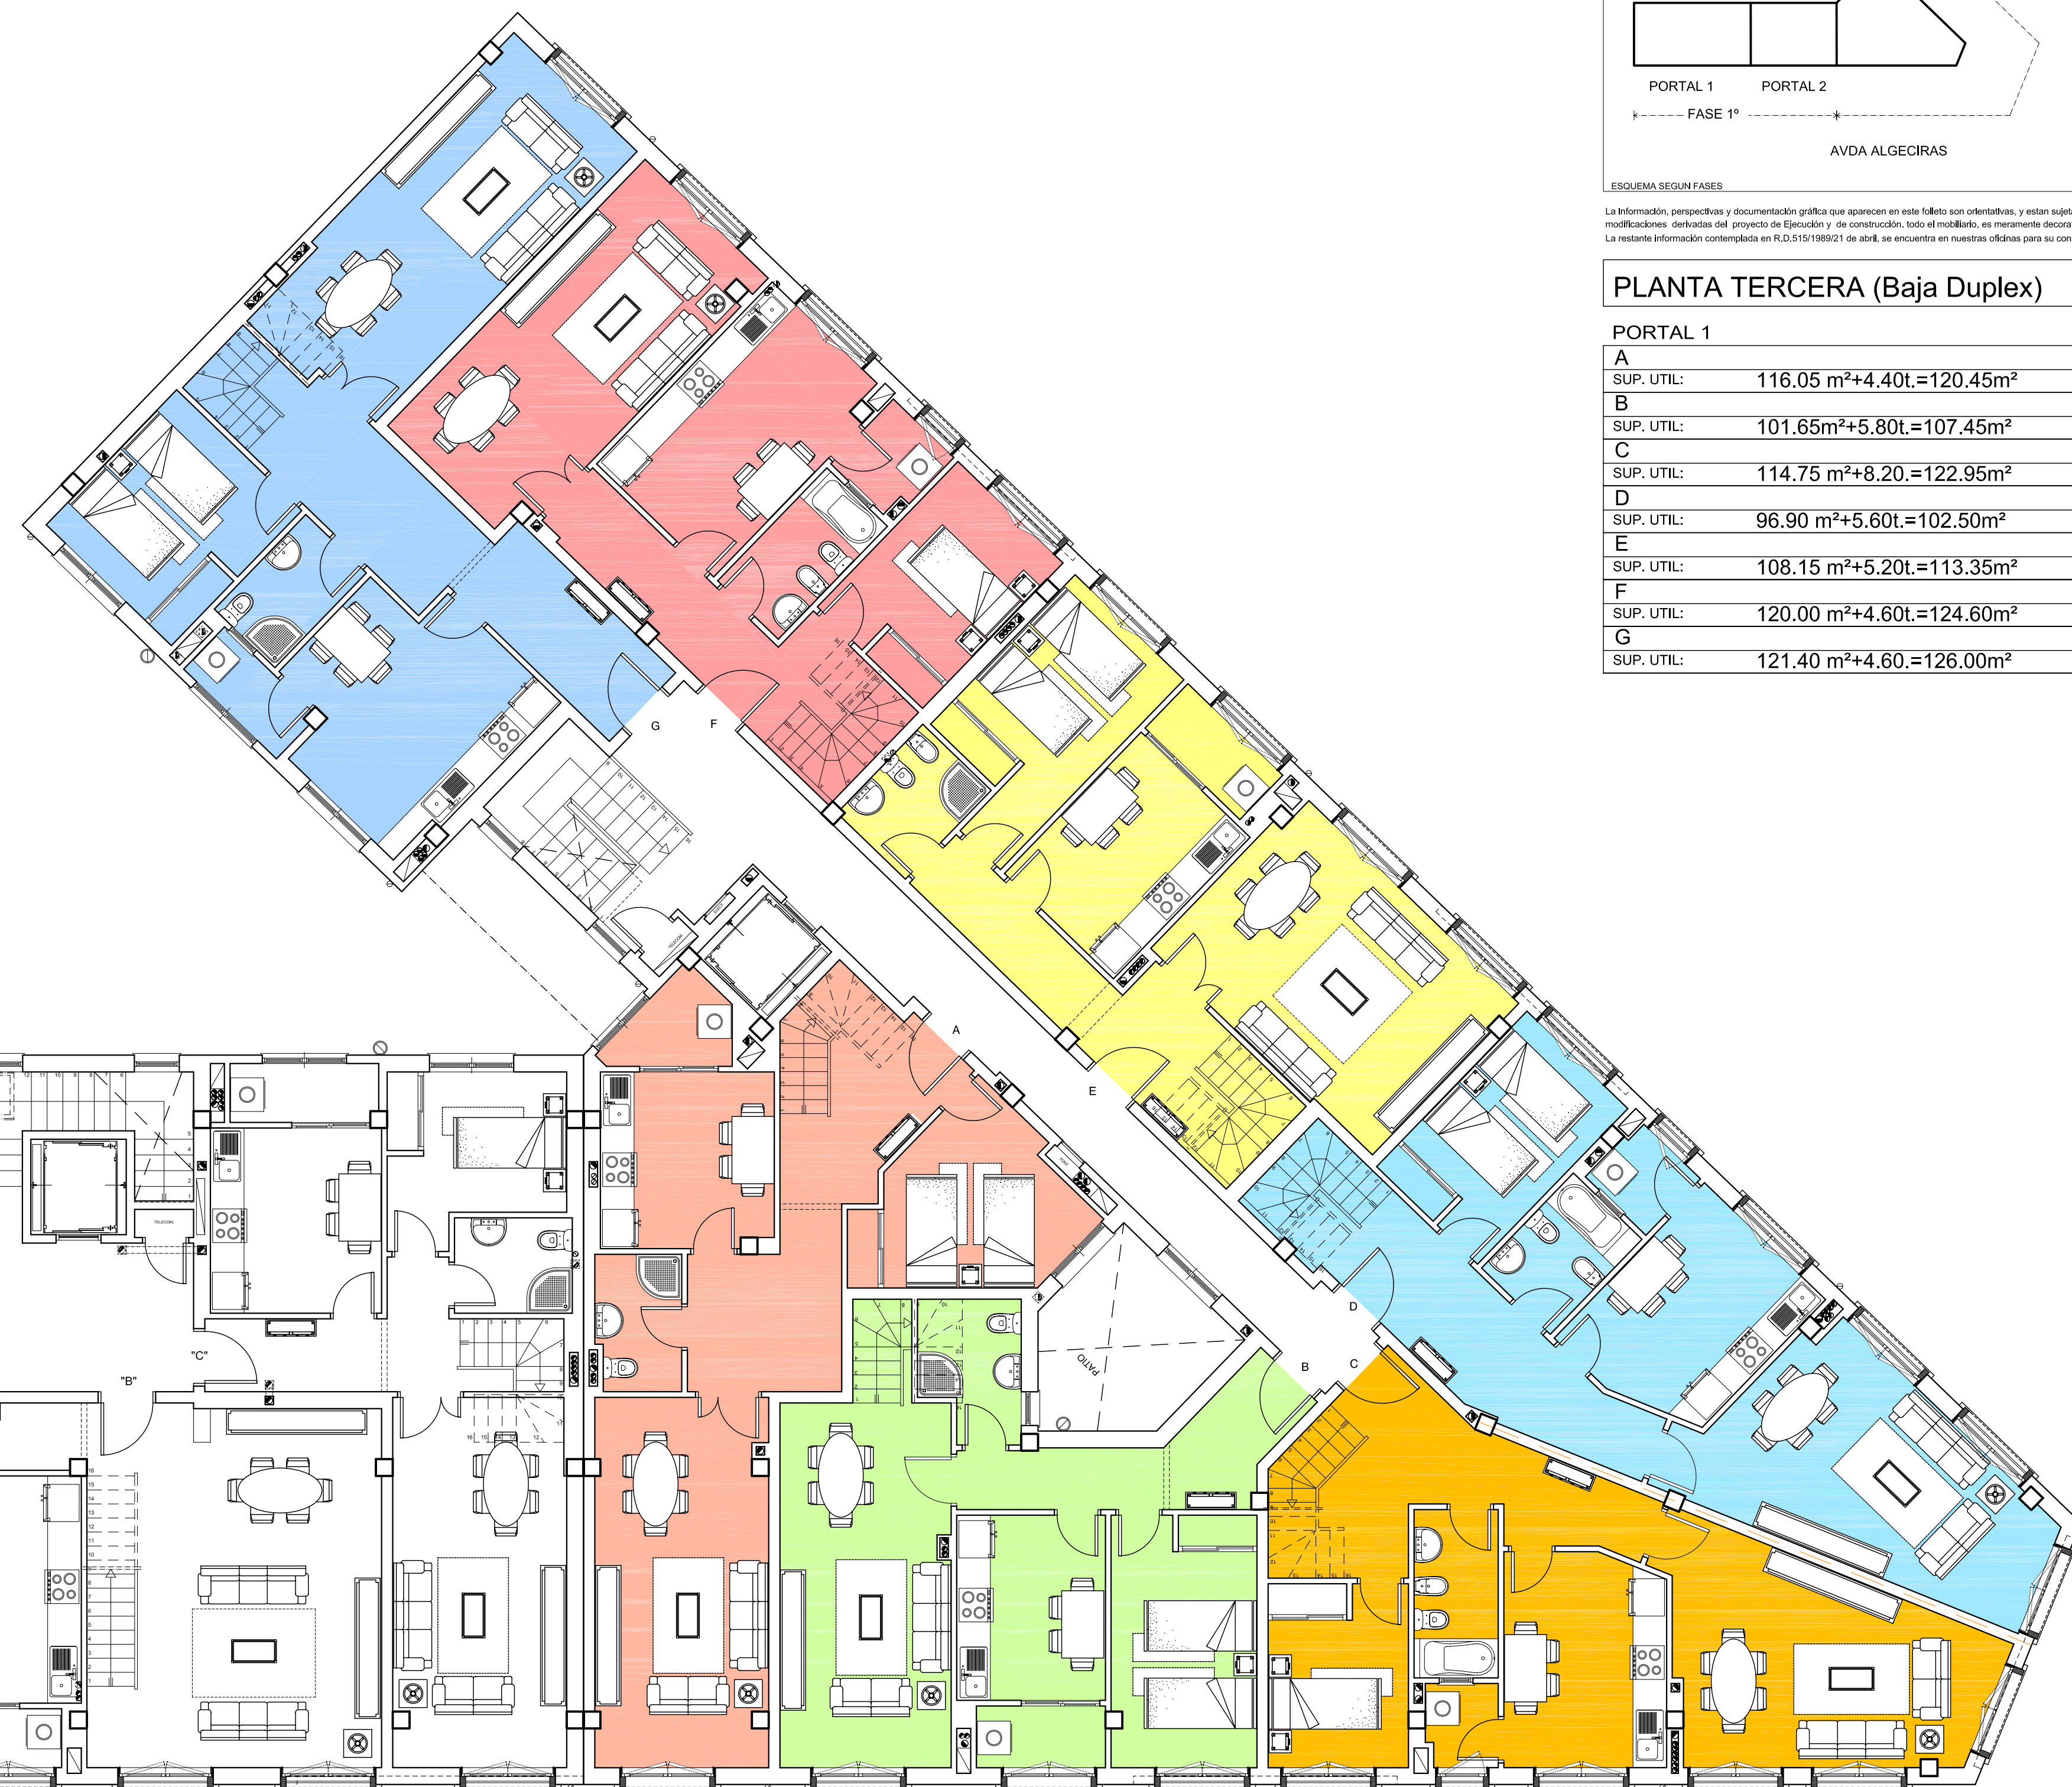 PORTAL 1 PORTAL 2
FASE 1º
AVDA ALGECIRAS
ESQUEMA SEGUN FASES
La Información, perspectivas y documentación gráfica que aparecen en este folleto son orientativas, y estan sujet
modificaciones derivadas del proyecto de Ejecución y de construcción. todo el mobiliario, es meramente decora
La restante información contemplada en R.D.515/1989/21 de abril, se encuentra en nuestras oficinas para su con
PLANTA TERCERA (Baja Duplex)
PORTAL 1
A
SUP. UTIL: 116.05 m²+4.40t.=120.45m²
B
SUP. UTIL: 101.65m²+5.80t.=107.45m²
C
SUP. UTIL: 114.75 m²+8.20.=122.95m²
D
SUP. UTIL: 96.90 m²+5.60t.=102.50m²
E
SUP. UTIL: 108.15 m²+5.20t.=113.35m²
F
SUP. UTIL: 120.00 m²+4.60t.=124.60m²
G
SUP. UTIL: 121.40 m²+4.60.=126.00m²
G F
TELECOM.
A
E
TELECOM.
D
PATIO
B C
"C"
"B"